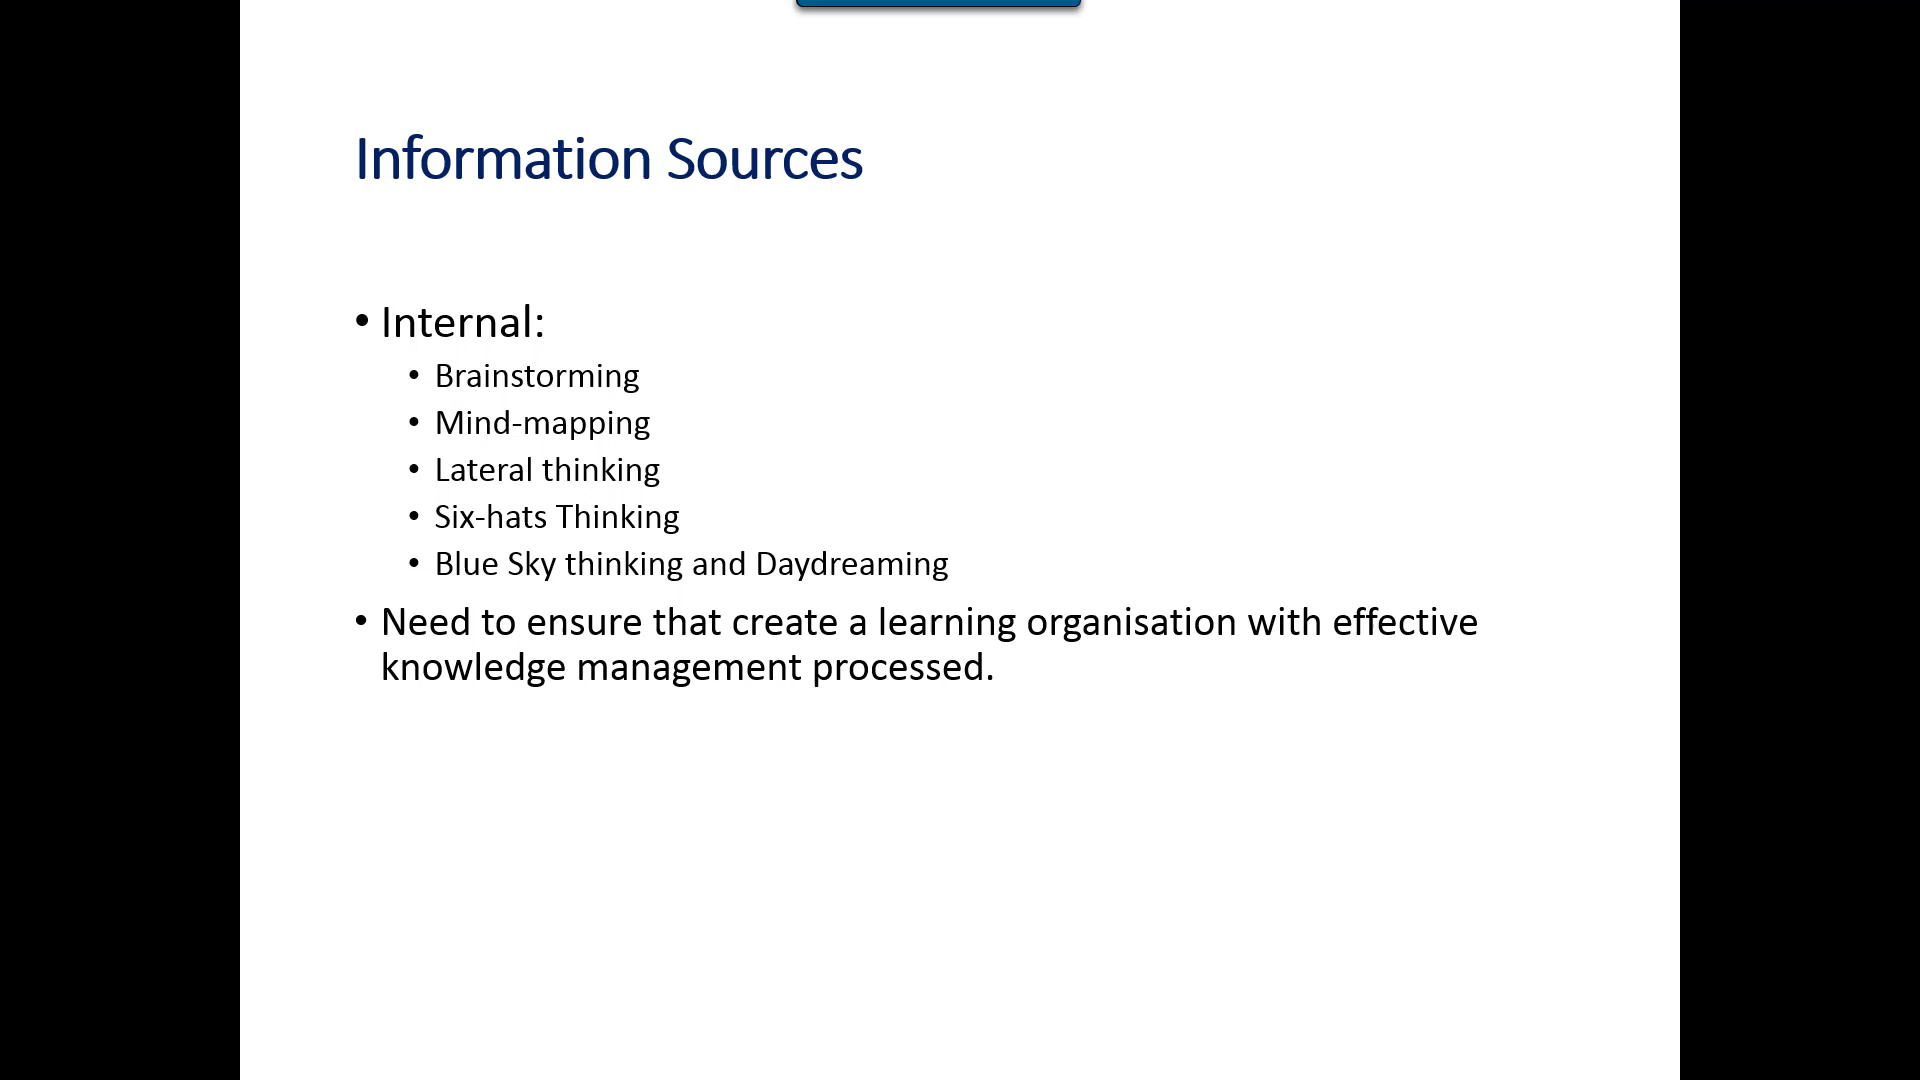 Information Sources
• Internal:
• Brainstorming
• Mind-mapping
• Lateral thinking
• Six-hats Thinking
• Blue Sky thinking and Daydreaming
• Need to ensure that create a learning organisation with effective
knowledge management processed.